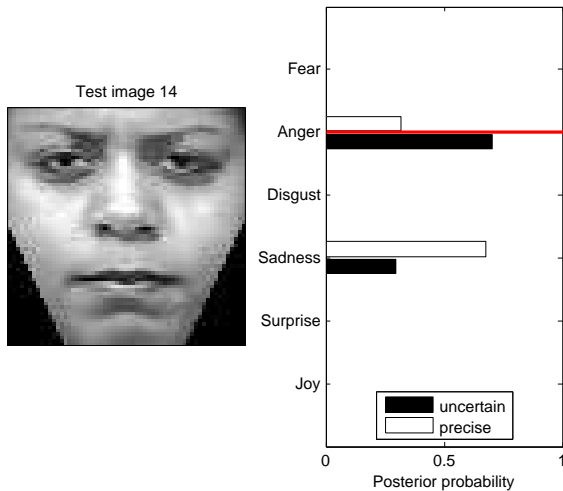 Test image 14
Fear
Anger
Disgust
Sadness
Surprise
Joy
uncertain
precise
0
0.5
1
Posterior probability